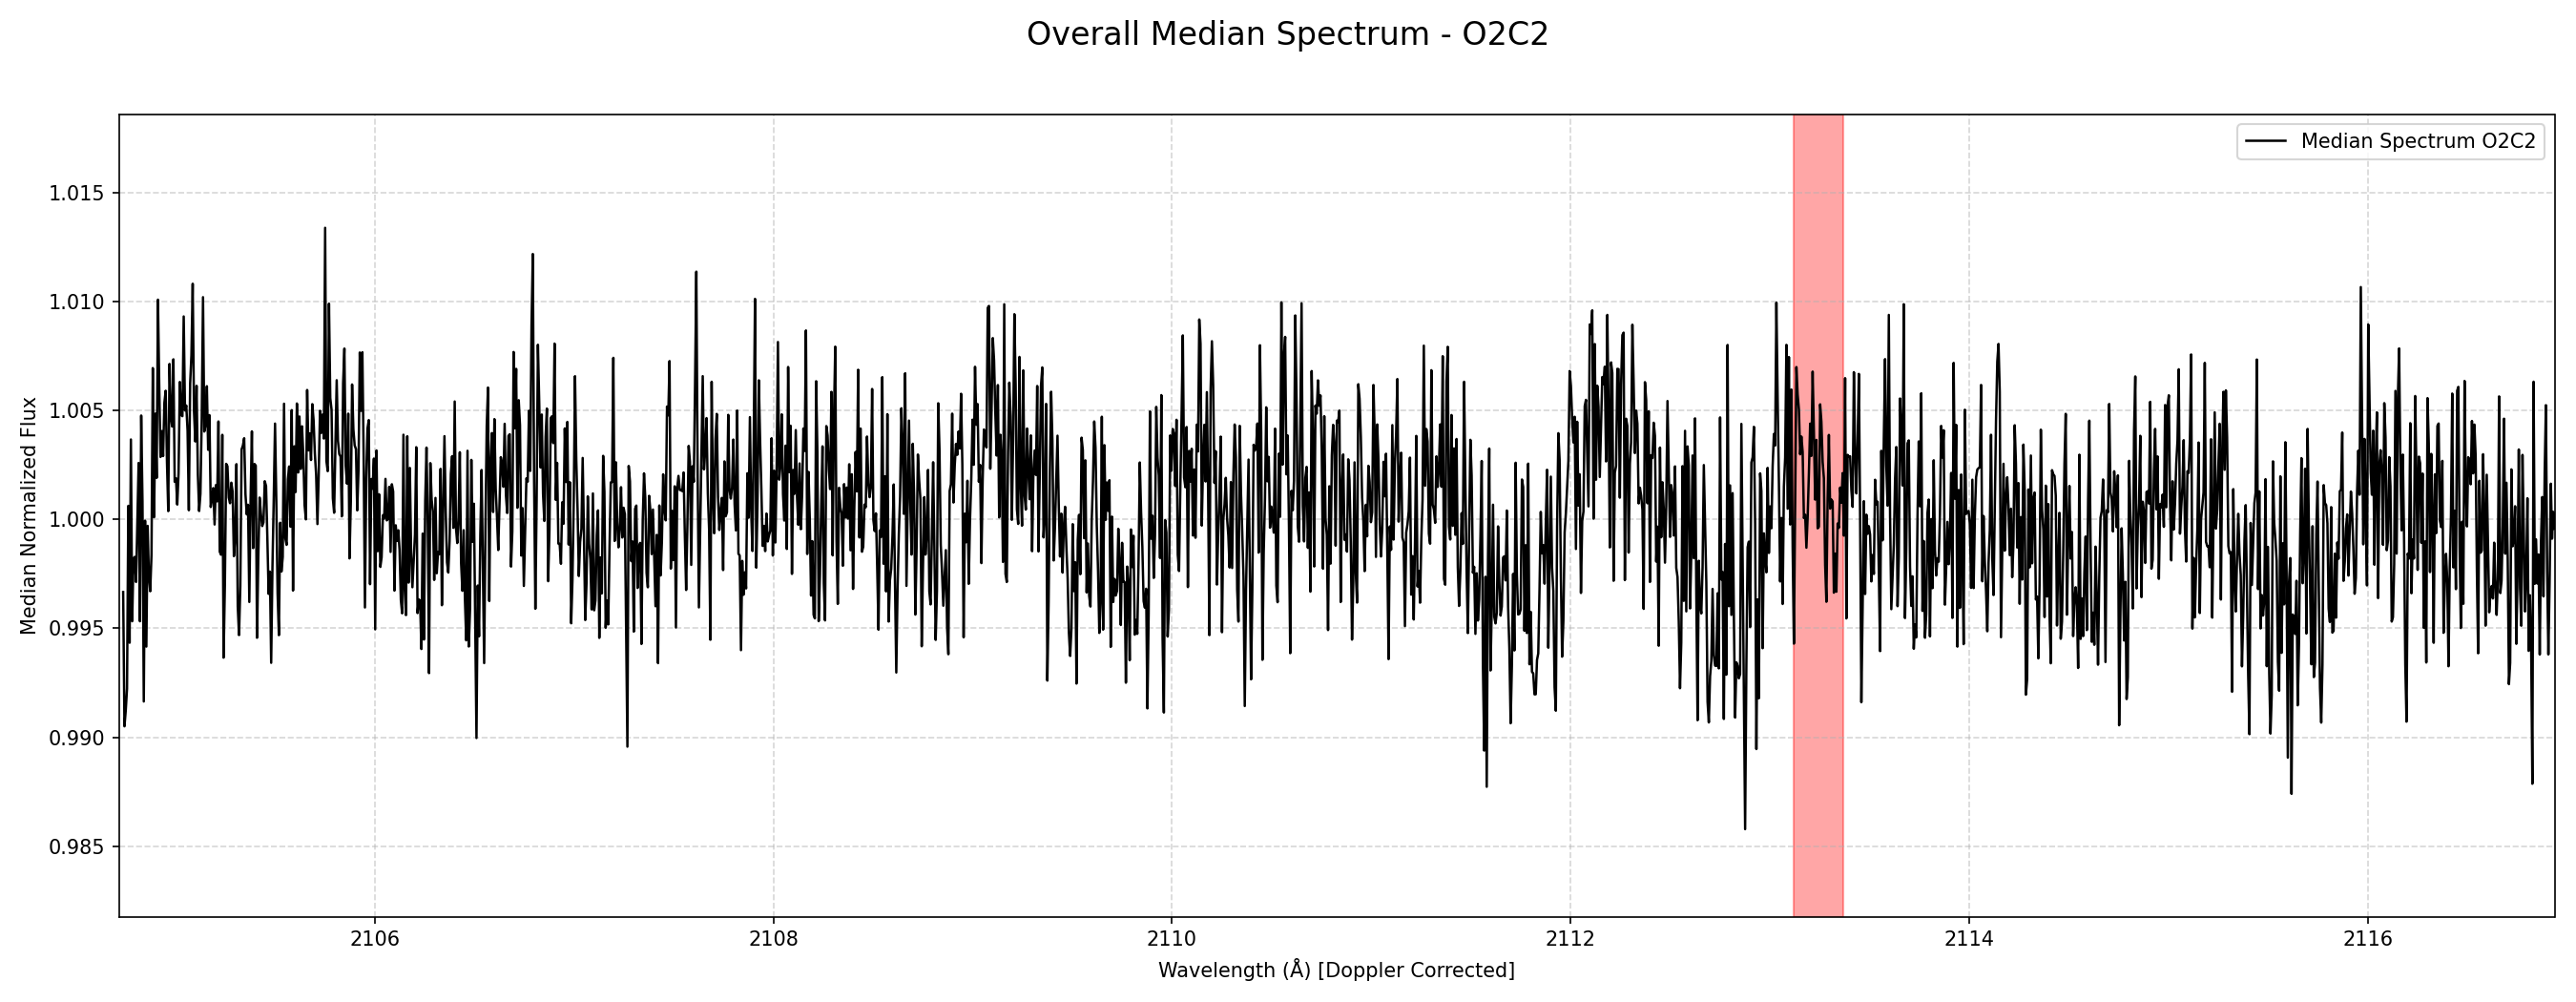 Overall Median Spectrum - O2C2
Median Spectrum O2C2
Median Normalized Flux
1.015
1.010
1.005
1.000
0.995
0.990
0.985
2106 2108 2110 2112 2114 2116
Wavelength (Å) [Doppler Corrected]